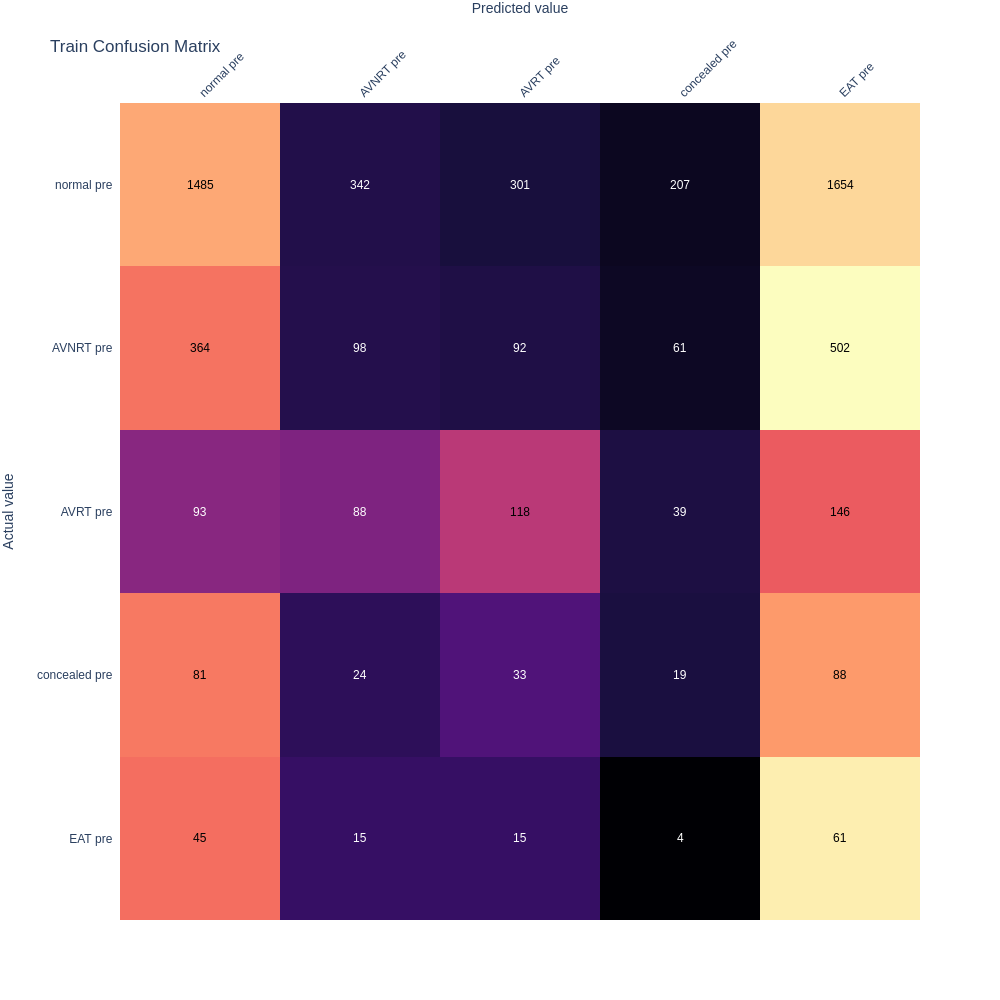 Predicted value
Train Confusion Matrix
normal pre
AVNRT pre
AVRT pre
concealed pre
EAT pre
Actual value
normal pre 1485 342 301 207 1654
AVNRT pre 364 98 92 61 502
AVRT pre 93 88 118 39 146
concealed pre 81 24 33 19 88
EAT pre 45 15 15 4 61